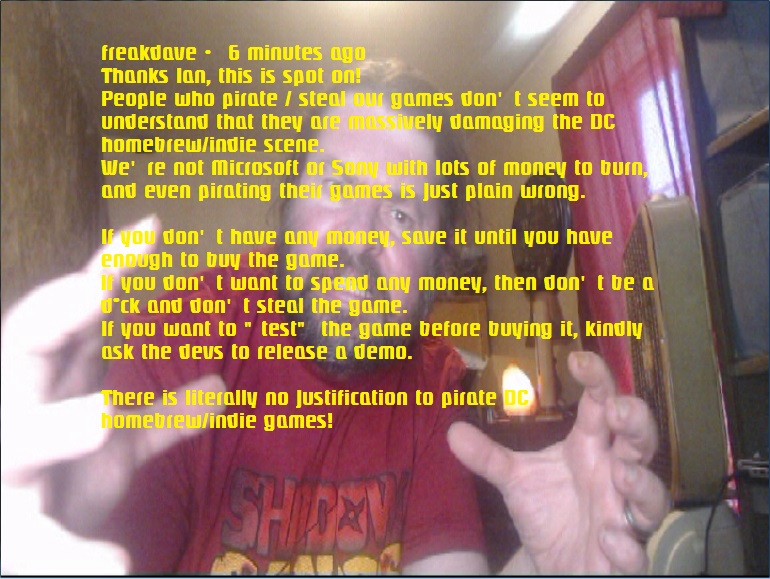 freakdave • 6 minutes ago
Thanks Ian, this is spot on!
People who pirate / steal our games don't seem to
understand that they are massively damaging the DC
homebrew/indie scene.
We're not Microsoft or Sony with lots of money to burn,
and even pirating their games is just plain wrong.
If you don't have any money, save it until you have
enough to buy the game.
If you don't want to spend any money, then don't be a
d*ck and don't steal the game.
If you want to "test" the game before buying it, kindly
ask the devs to release a demo.
There is literally no justification to pirate DC
homebrew/indie games!
SHADOW
GANGS